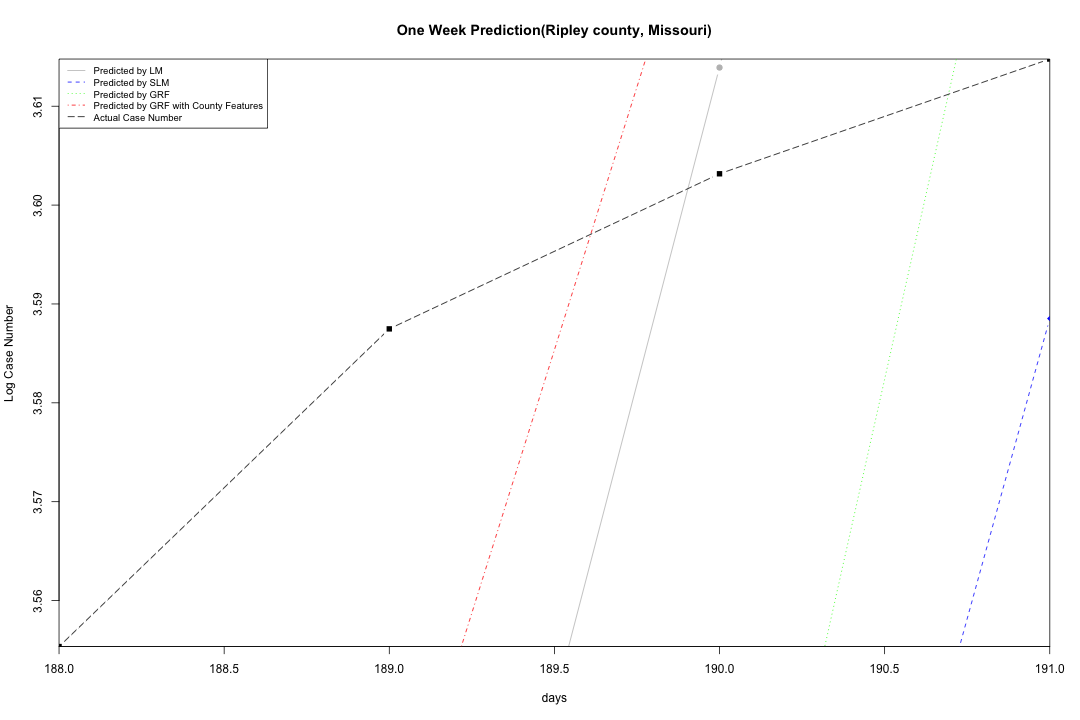 One Week Prediction(Ripley county, Missouri)
Predicted by LM
Predicted by SLM
Predicted by GRF
Predicted by GRF with County Features
Actual Case Number
Log Case Number
3.61
3.60
3.59
3.58
3.57
3.56
188.0 188.5 189.0 189.5 190.0 190.5 191.0
days